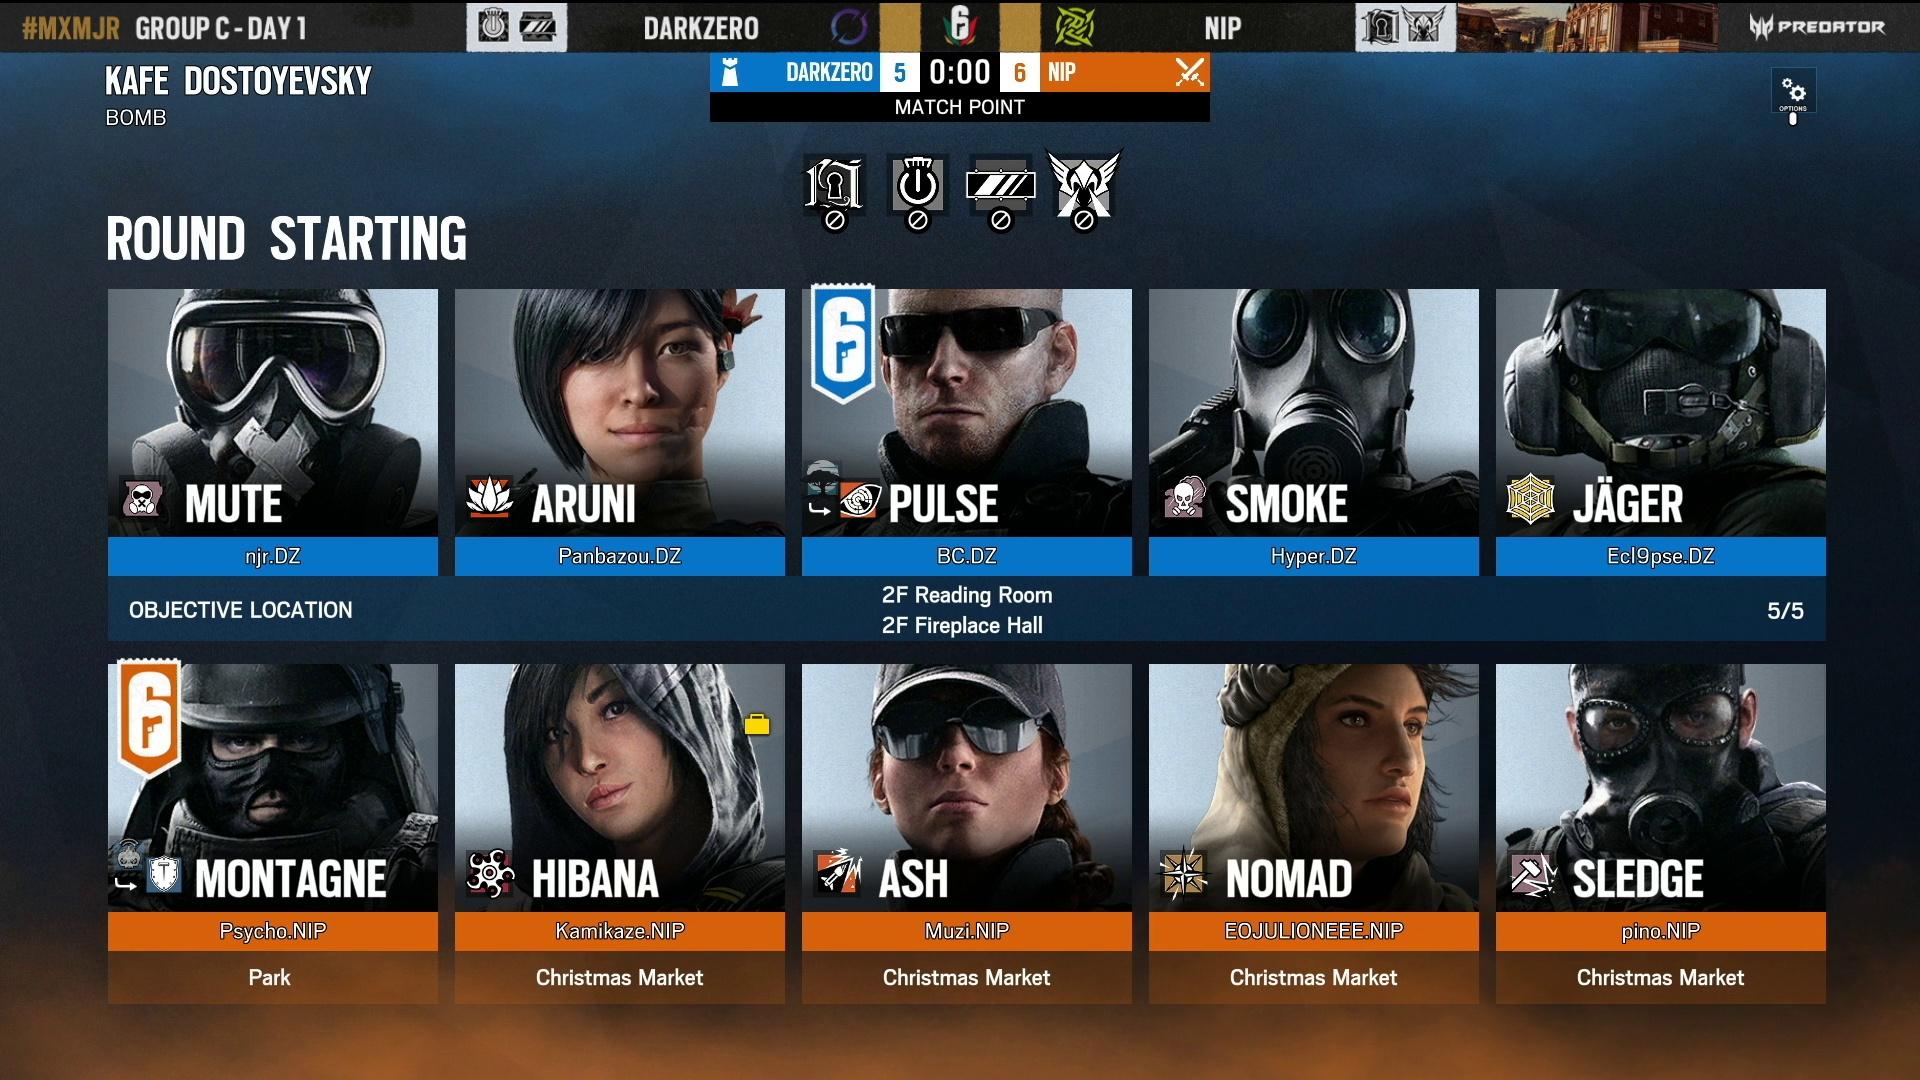 #MXMJR GROUP C - DAY 1
DARKZERO
NIP
PREDATOR
KAFE DOSTOYEVSKY
BOMB
DARKZERO 5 0:00 6 NIP
MATCH POINT
OPTIONS
ROUND STARTING
MUTE
ARUNI
PULSE
SMOKE
JÄGER
njr.DZ
Panbazou.DZ
BC.DZ
Hyper.DZ
Ecl9pse.DZ
OBJECTIVE LOCATION
2F Reading Room
2F Fireplace Hall
5/5
MONTAGNE
HIBANA
ASH
NOMAD
SLEDGE
Psycho.NIP
Kamikaze.NIP
Muzi.NIP
EOJULIONEEE.NIP
pino.NIP
Park
Christmas Market
Christmas Market
Christmas Market
Christmas Market